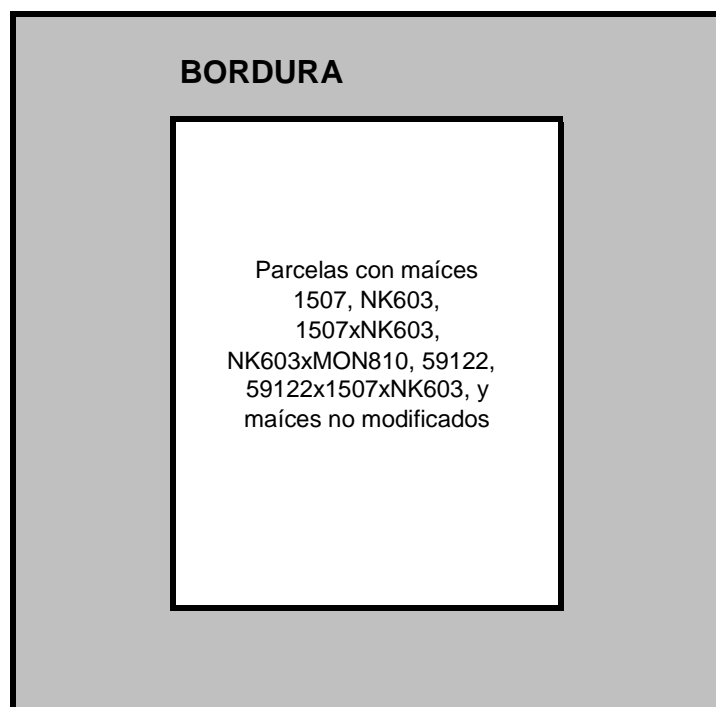 BORDURA
Parcelas con maíces
1507, NK603,
1507xNK603,
NK603xMON810, 59122,
59122x1507xNK603, y
maíces no modificados